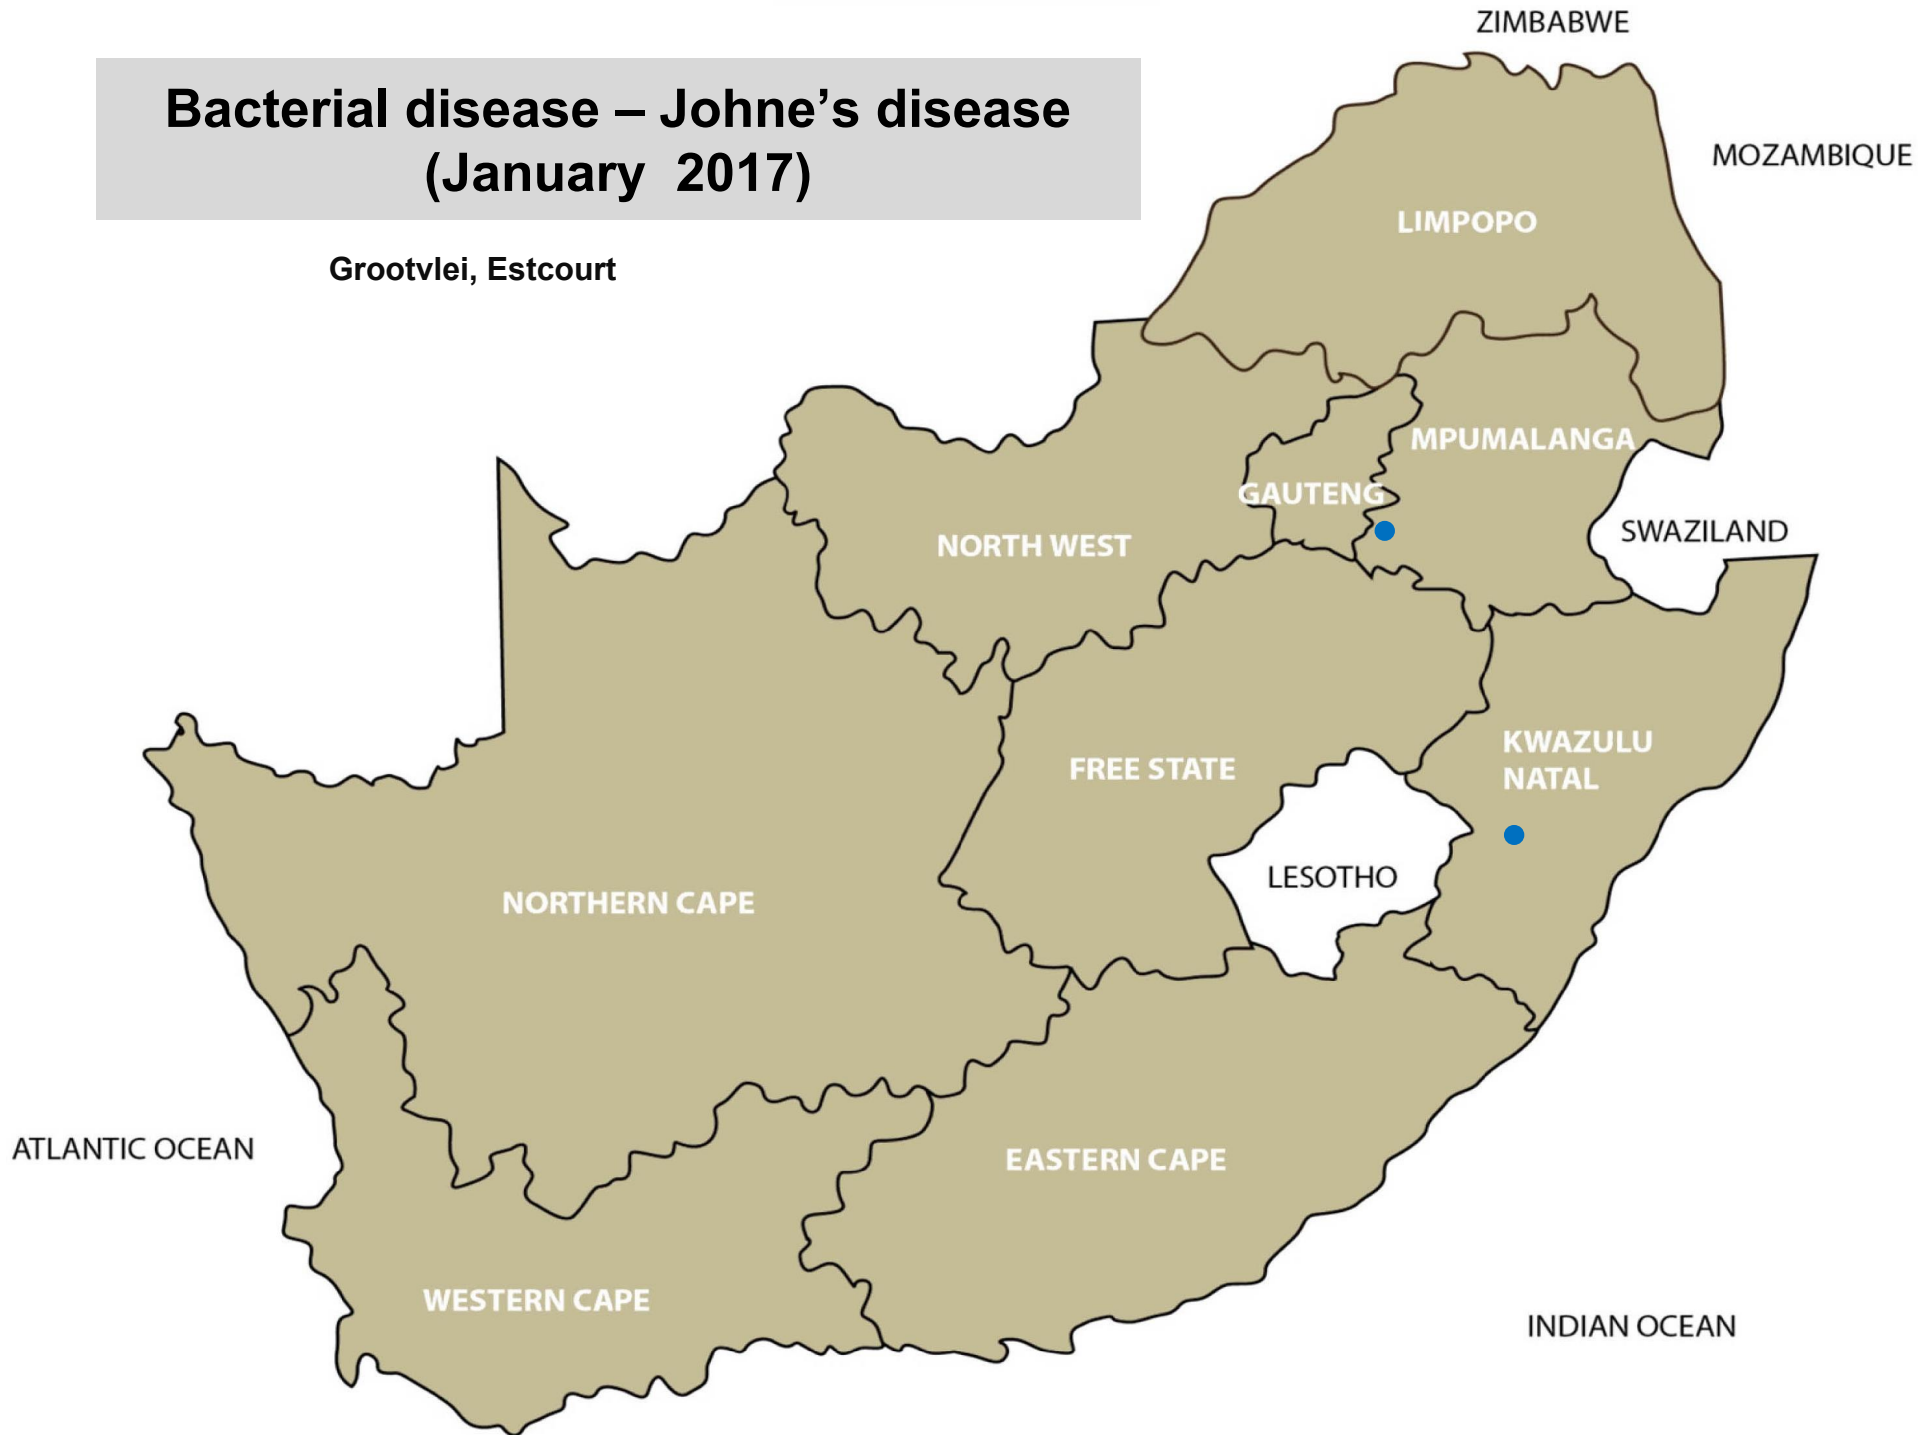 Bacterial disease – Johne’s disease
(January 2017)
Grootvlei, Estcourt
ZIMBABWE
MOZAMBIQUE
LIMPOPO
MPUMALANGA
GAUTENG
SWAZILAND
NORTH WEST
KWAZULU
NATAL
FREE STATE
LESOTHO
NORTHERN CAPE
ATLANTIC OCEAN
EASTERN CAPE
WESTERN CAPE
INDIAN OCEAN